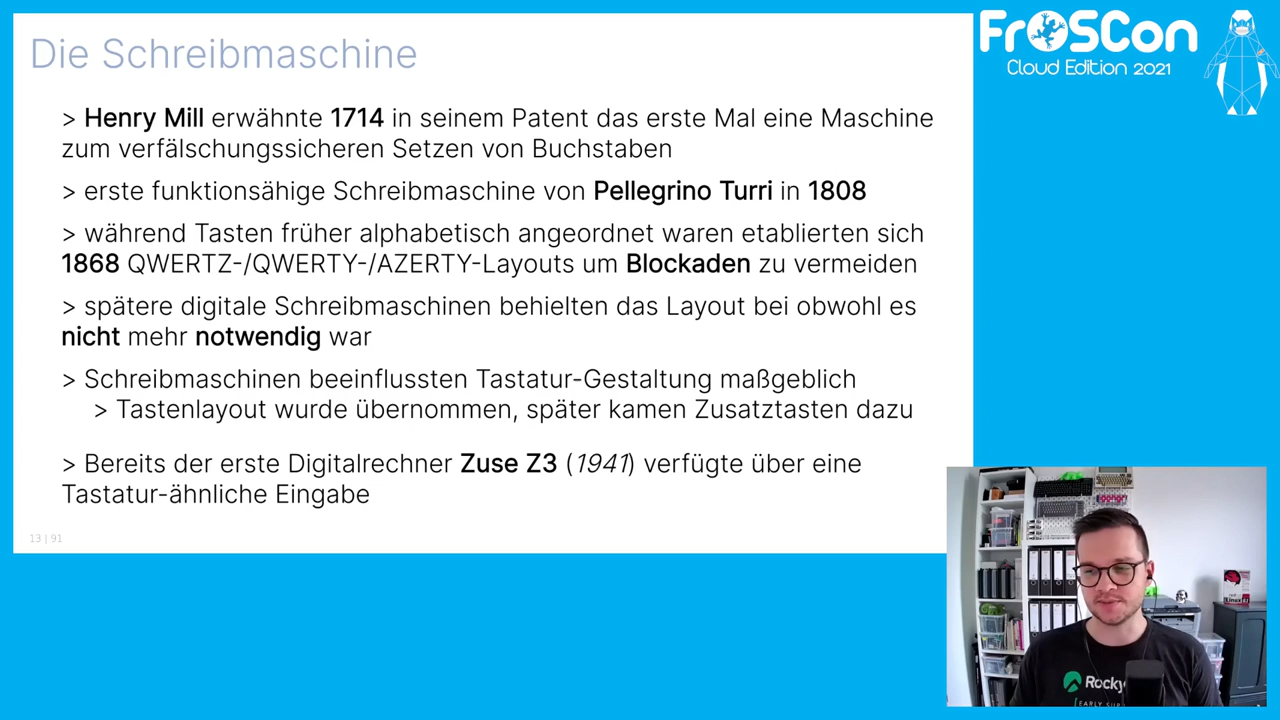 Die Schreibmaschine
> Henry Mill erwähnte 1714 in seinem Patent das erste Mal eine Maschine
zum verfälschungssicheren Setzen von Buchstaben
> erste funktionsähige Schreibmaschine von Pellegrino Turri in 1808
> während Tasten früher alphabetisch angeordnet waren etablierten sich
1868 QWERTZ-/QWERTY-/AZERTY-Layouts um Blockaden zu vermeiden
> spätere digitale Schreibmaschinen behielten das Layout bei obwohl es
nicht mehr notwendig war
> Schreibmaschinen beeinflussten Tastatur-Gestaltung maßgeblich
> Tastenlayout wurde übernommen, später kamen Zusatztasten dazu
> Bereits der erste Digitalrechner Zuse Z3 (1941) verfügte über eine
Tastatur-ähnliche Eingabe
13 | 91
FrOSCon
Cloud Edition 2021
Rocky
EARLY